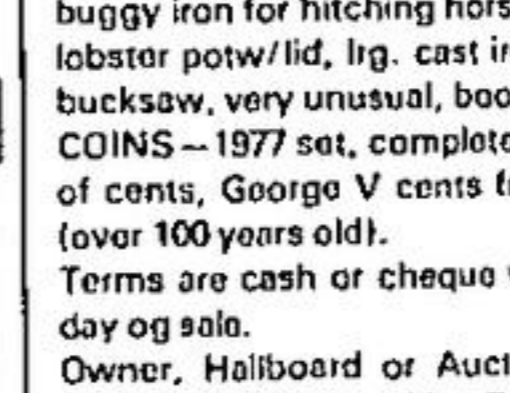 buggy iron for hitching hors
lobster potw/lid, lrg. cast ir
bucksaw, very unusual, boo
COINS - 1977 set, complete
of cents, George V cents fr
(over 100 years old).
Terms are cash or cheque
day og sale.
Owner, Hallboard or Auct